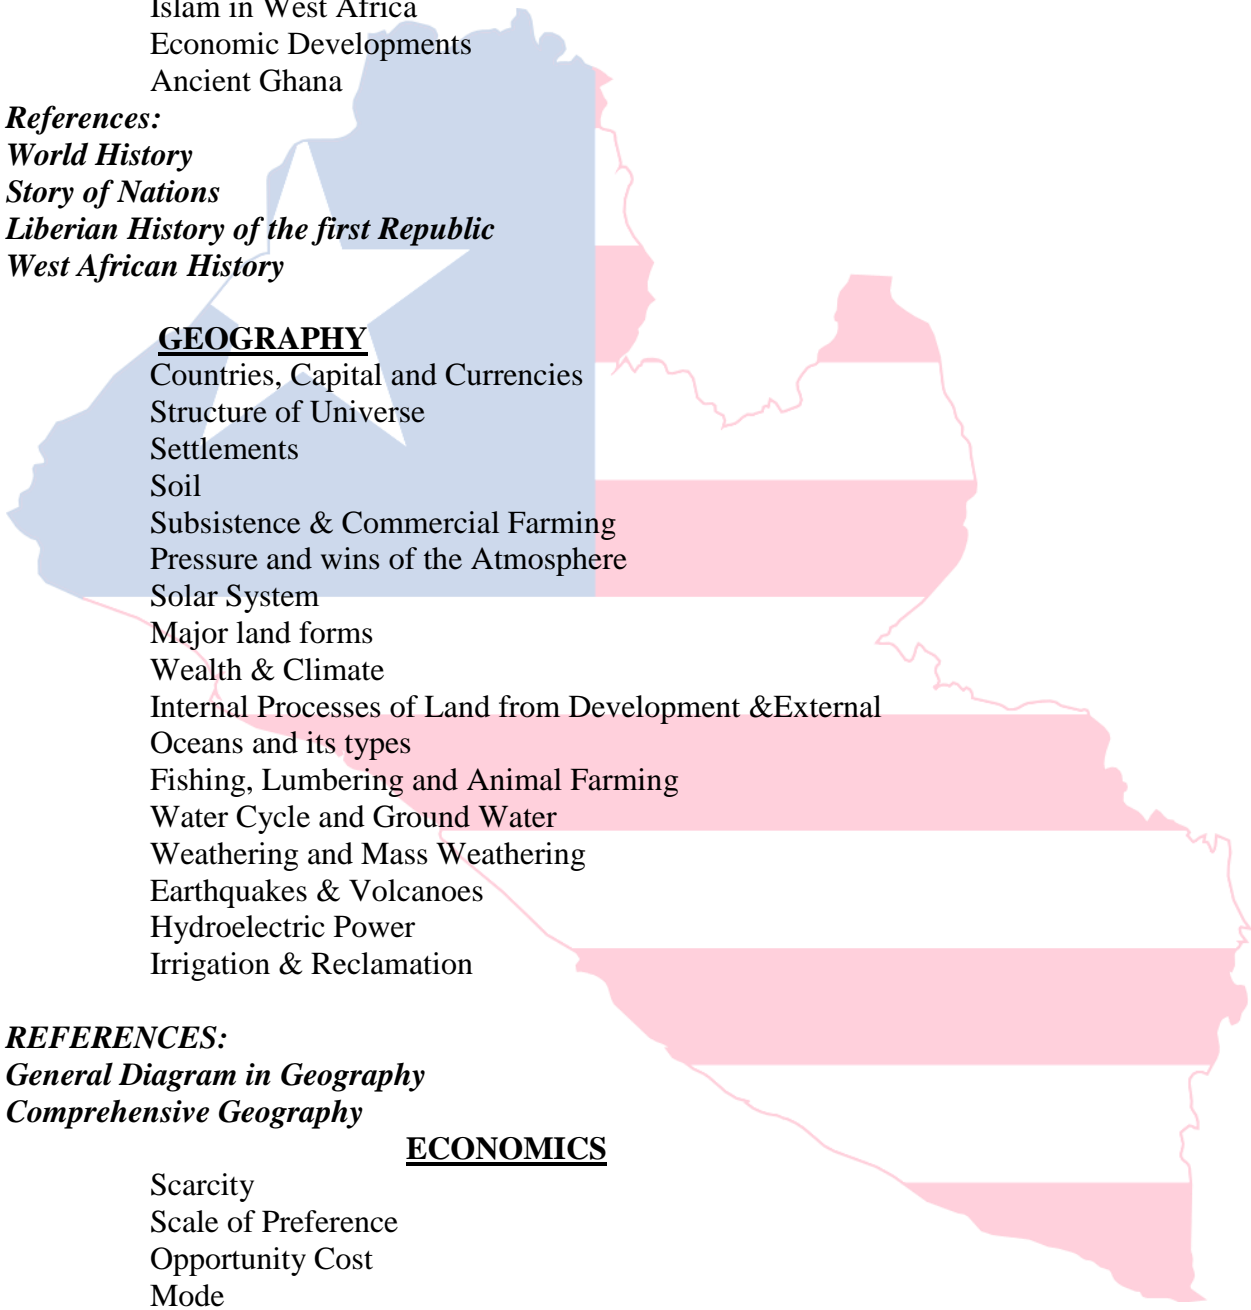 Islam in West Africa
Economic Developments
Ancient Ghana
References:
World History
Story of Nations
Liberian History of the first Republic
West African History
GEOGRAPHY
Countries, Capital and Currencies
Structure of Universe
Settlements
Soil
Subsistence & Commercial Farming
Pressure and wins of the Atmosphere
Solar System
Major land forms
Wealth & Climate
Internal Processes of Land from Development &External
Oceans and its types
Fishing, Lumbering and Animal Farming
Water Cycle and Ground Water
Weathering and Mass Weathering
Earthquakes & Volcanoes
Hydroelectric Power
Irrigation & Reclamation
REFERENCES:
General Diagram in Geography
Comprehensive Geography
ECONOMICS
Scarcity
Scale of Preference
Opportunity Cost
Mode